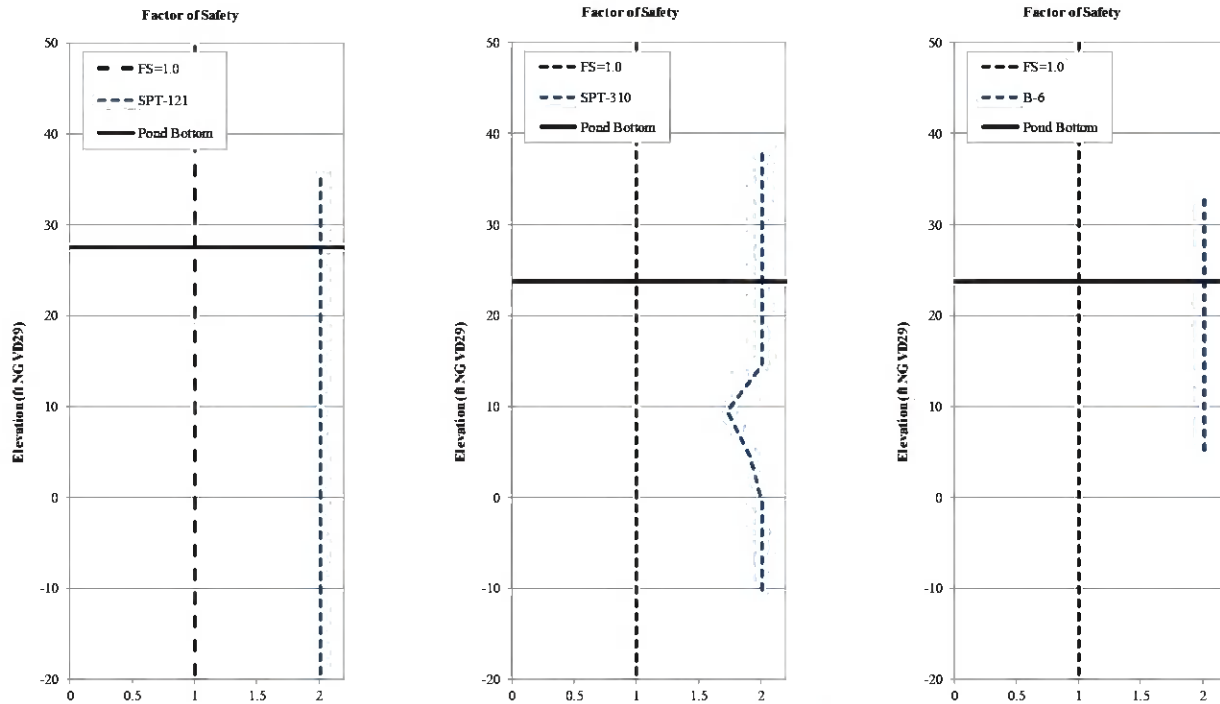 Factor of Safety
50
40
30
20
10
0
-10
-20
Elevation (ft NGVD29)
FS=1.0
SPT-121
Pond Bottom
0
0.5
1
1.5
2
Factor of Safety
50
40
30
20
10
0
-10
-20
Elevation (ft NGVD29)
FS=1.0
SPT-310
Pond Bottom
0
0.5
1
1.5
2
Factor of Safety
50
40
30
20
10
0
-10
-20
Elevation (ft NGVD29)
FS=1.0
B-6
Pond Bottom
0
0.5
1
1.5
2